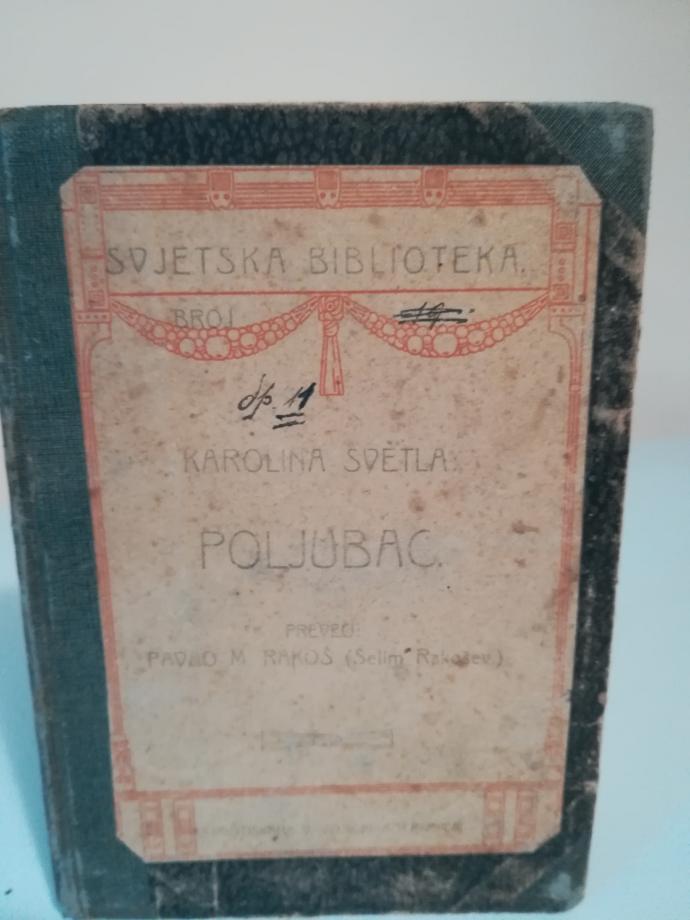 SVJETSKA BIBLIOTEKA.
BROJ
op. 11
KAROLINA SVĚTLA:
POLJUBAC.
PREVEO:
PAVAO M. RAKOŠ (Selim Rakošev.)